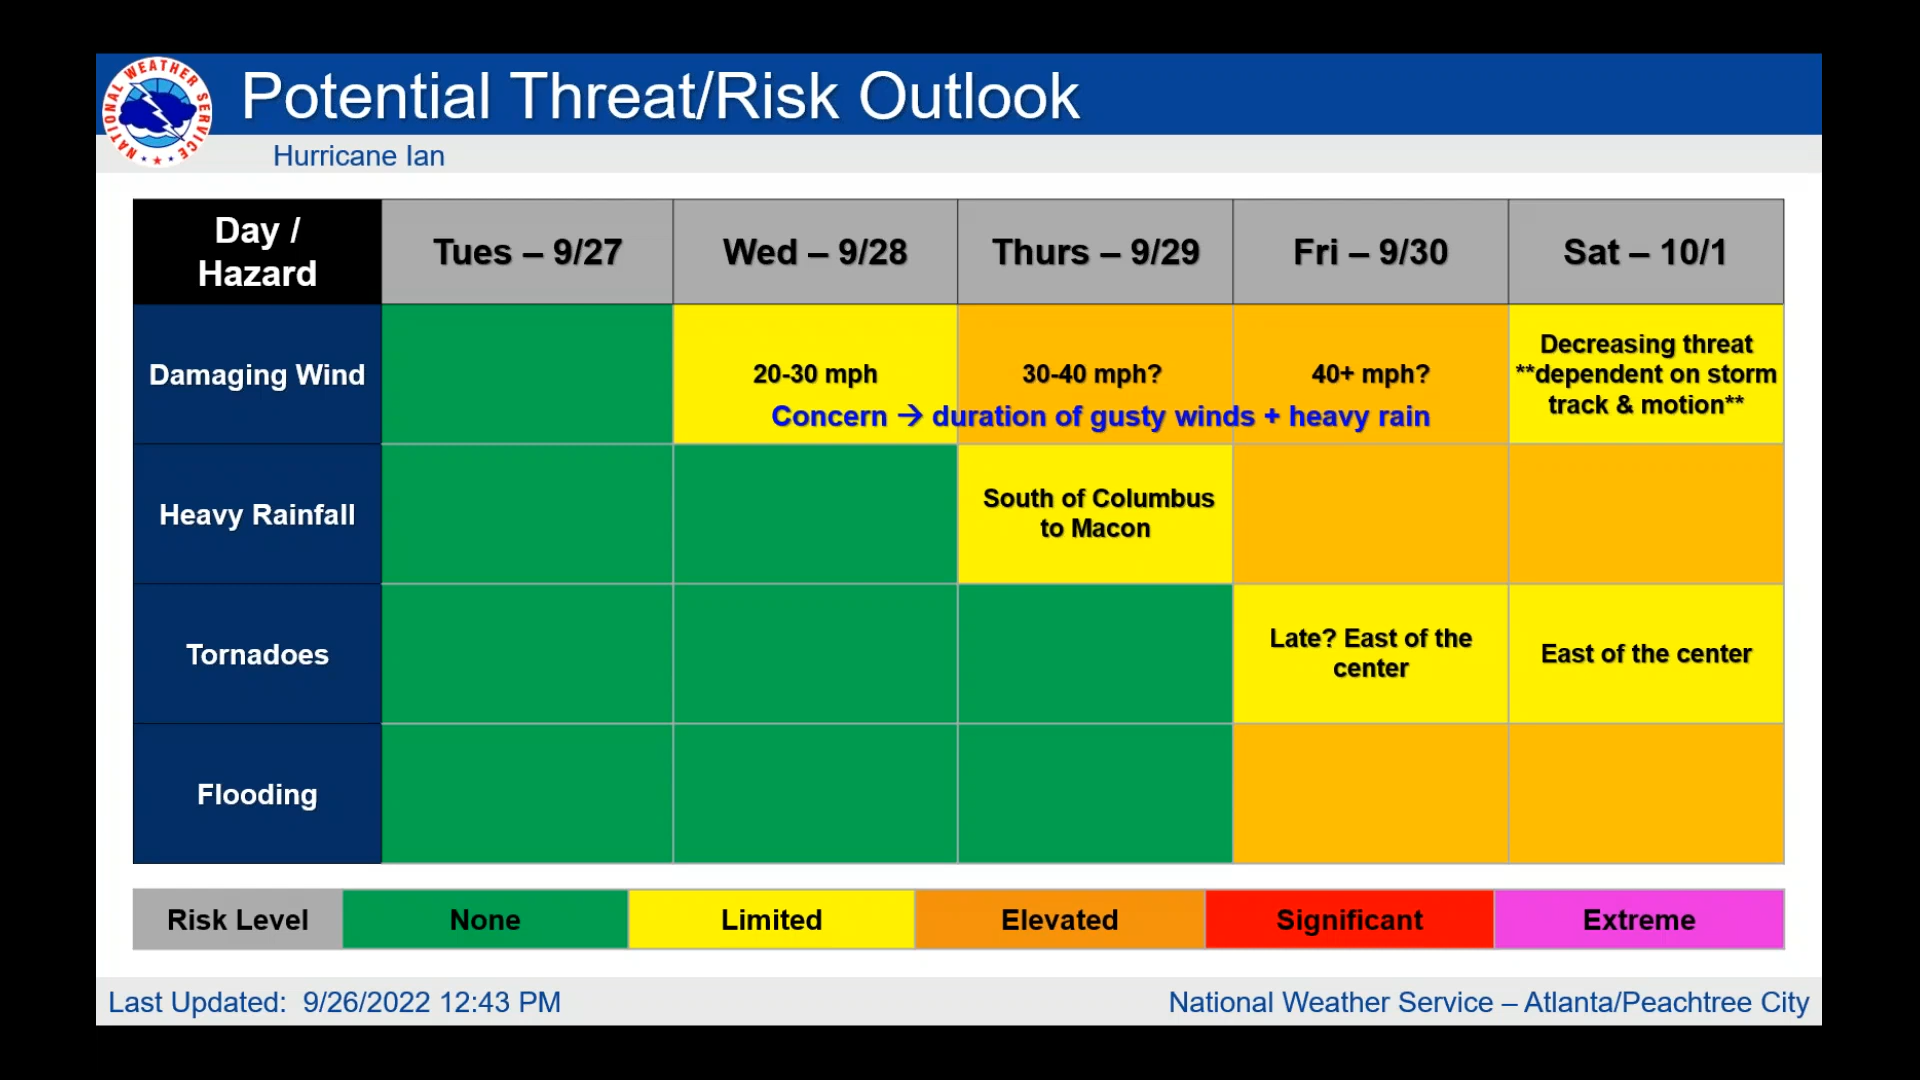 NATIONAL WEATHER SERVICE
Potential Threat/Risk Outlook
Hurricane Ian
Day /
Hazard
Tues – 9/27
Wed – 9/28
Thurs – 9/29
Fri – 9/30
Sat – 10/1
Damaging Wind
20-30 mph
30-40 mph?
40+ mph?
Decreasing threat
**dependent on storm
track & motion**
Concern → duration of gusty winds + heavy rain
Heavy Rainfall
South of Columbus
to Macon
Tornadoes
Late? East of the
center
East of the center
Flooding
Risk Level
None
Limited
Elevated
Significant
Extreme
Last Updated: 9/26/2022 12:43 PM
National Weather Service – Atlanta/Peachtree City